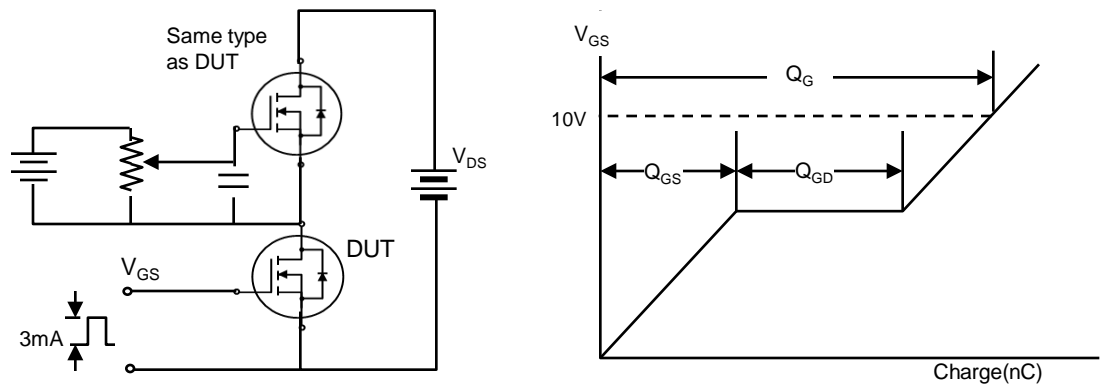 Same type
as DUT
V_DS
DUT
V_GS
3mA
V_GS
Q_G
10V
Q_GS
Q_GD
Charge(nC)